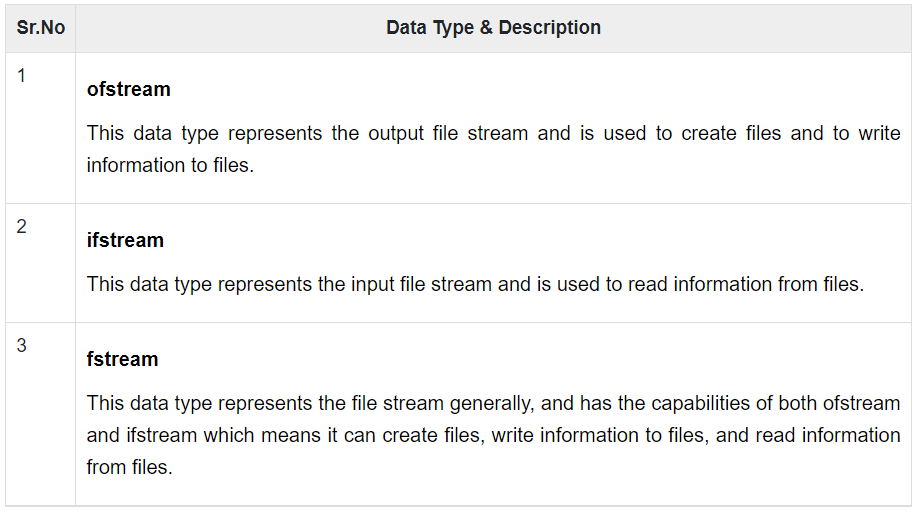 Sr.No Data Type & Description
1
ofstream
This data type represents the output file stream and is used to create files and to write
information to files.
2
ifstream
This data type represents the input file stream and is used to read information from files.
3
fstream
This data type represents the file stream generally, and has the capabilities of both ofstream
and ifstream which means it can create files, write information to files, and read information
from files.